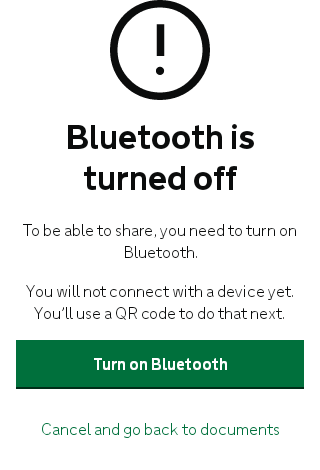 Bluetooth is
turned off
To be able to share, you need to turn on
Bluetooth.
You will not connect with a device yet.
You'll use a QR code to do that next.
Turn on Bluetooth
Cancel and go back to documents